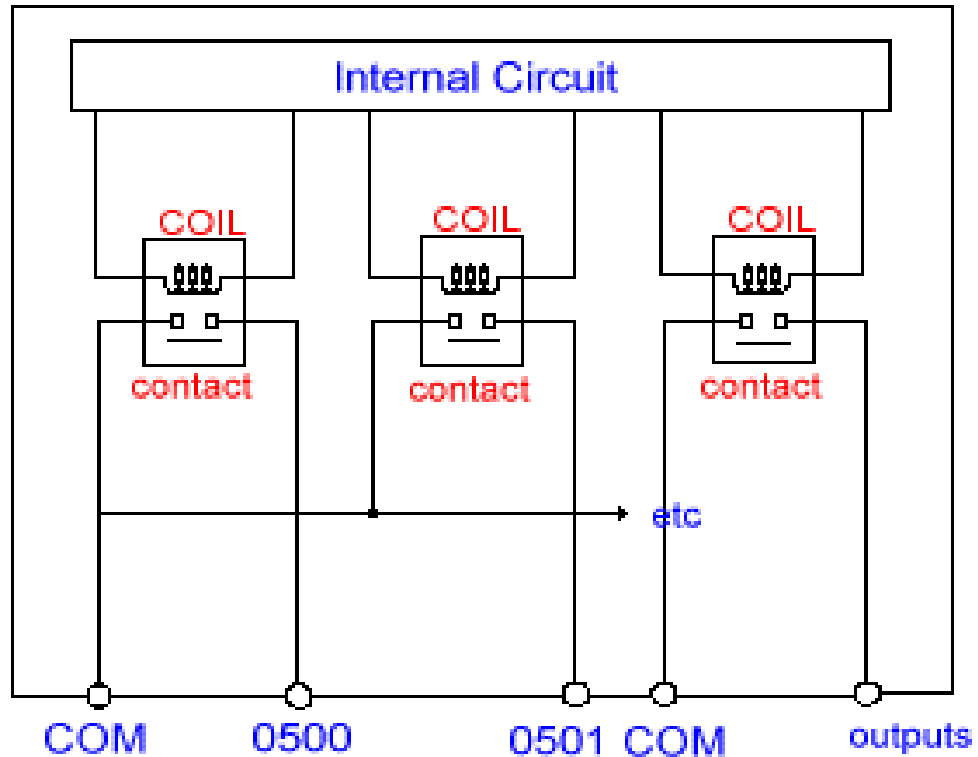 Internal Circuit
COIL COIL COIL
contact contact contact
etc
COM 0500 0501 COM outputs